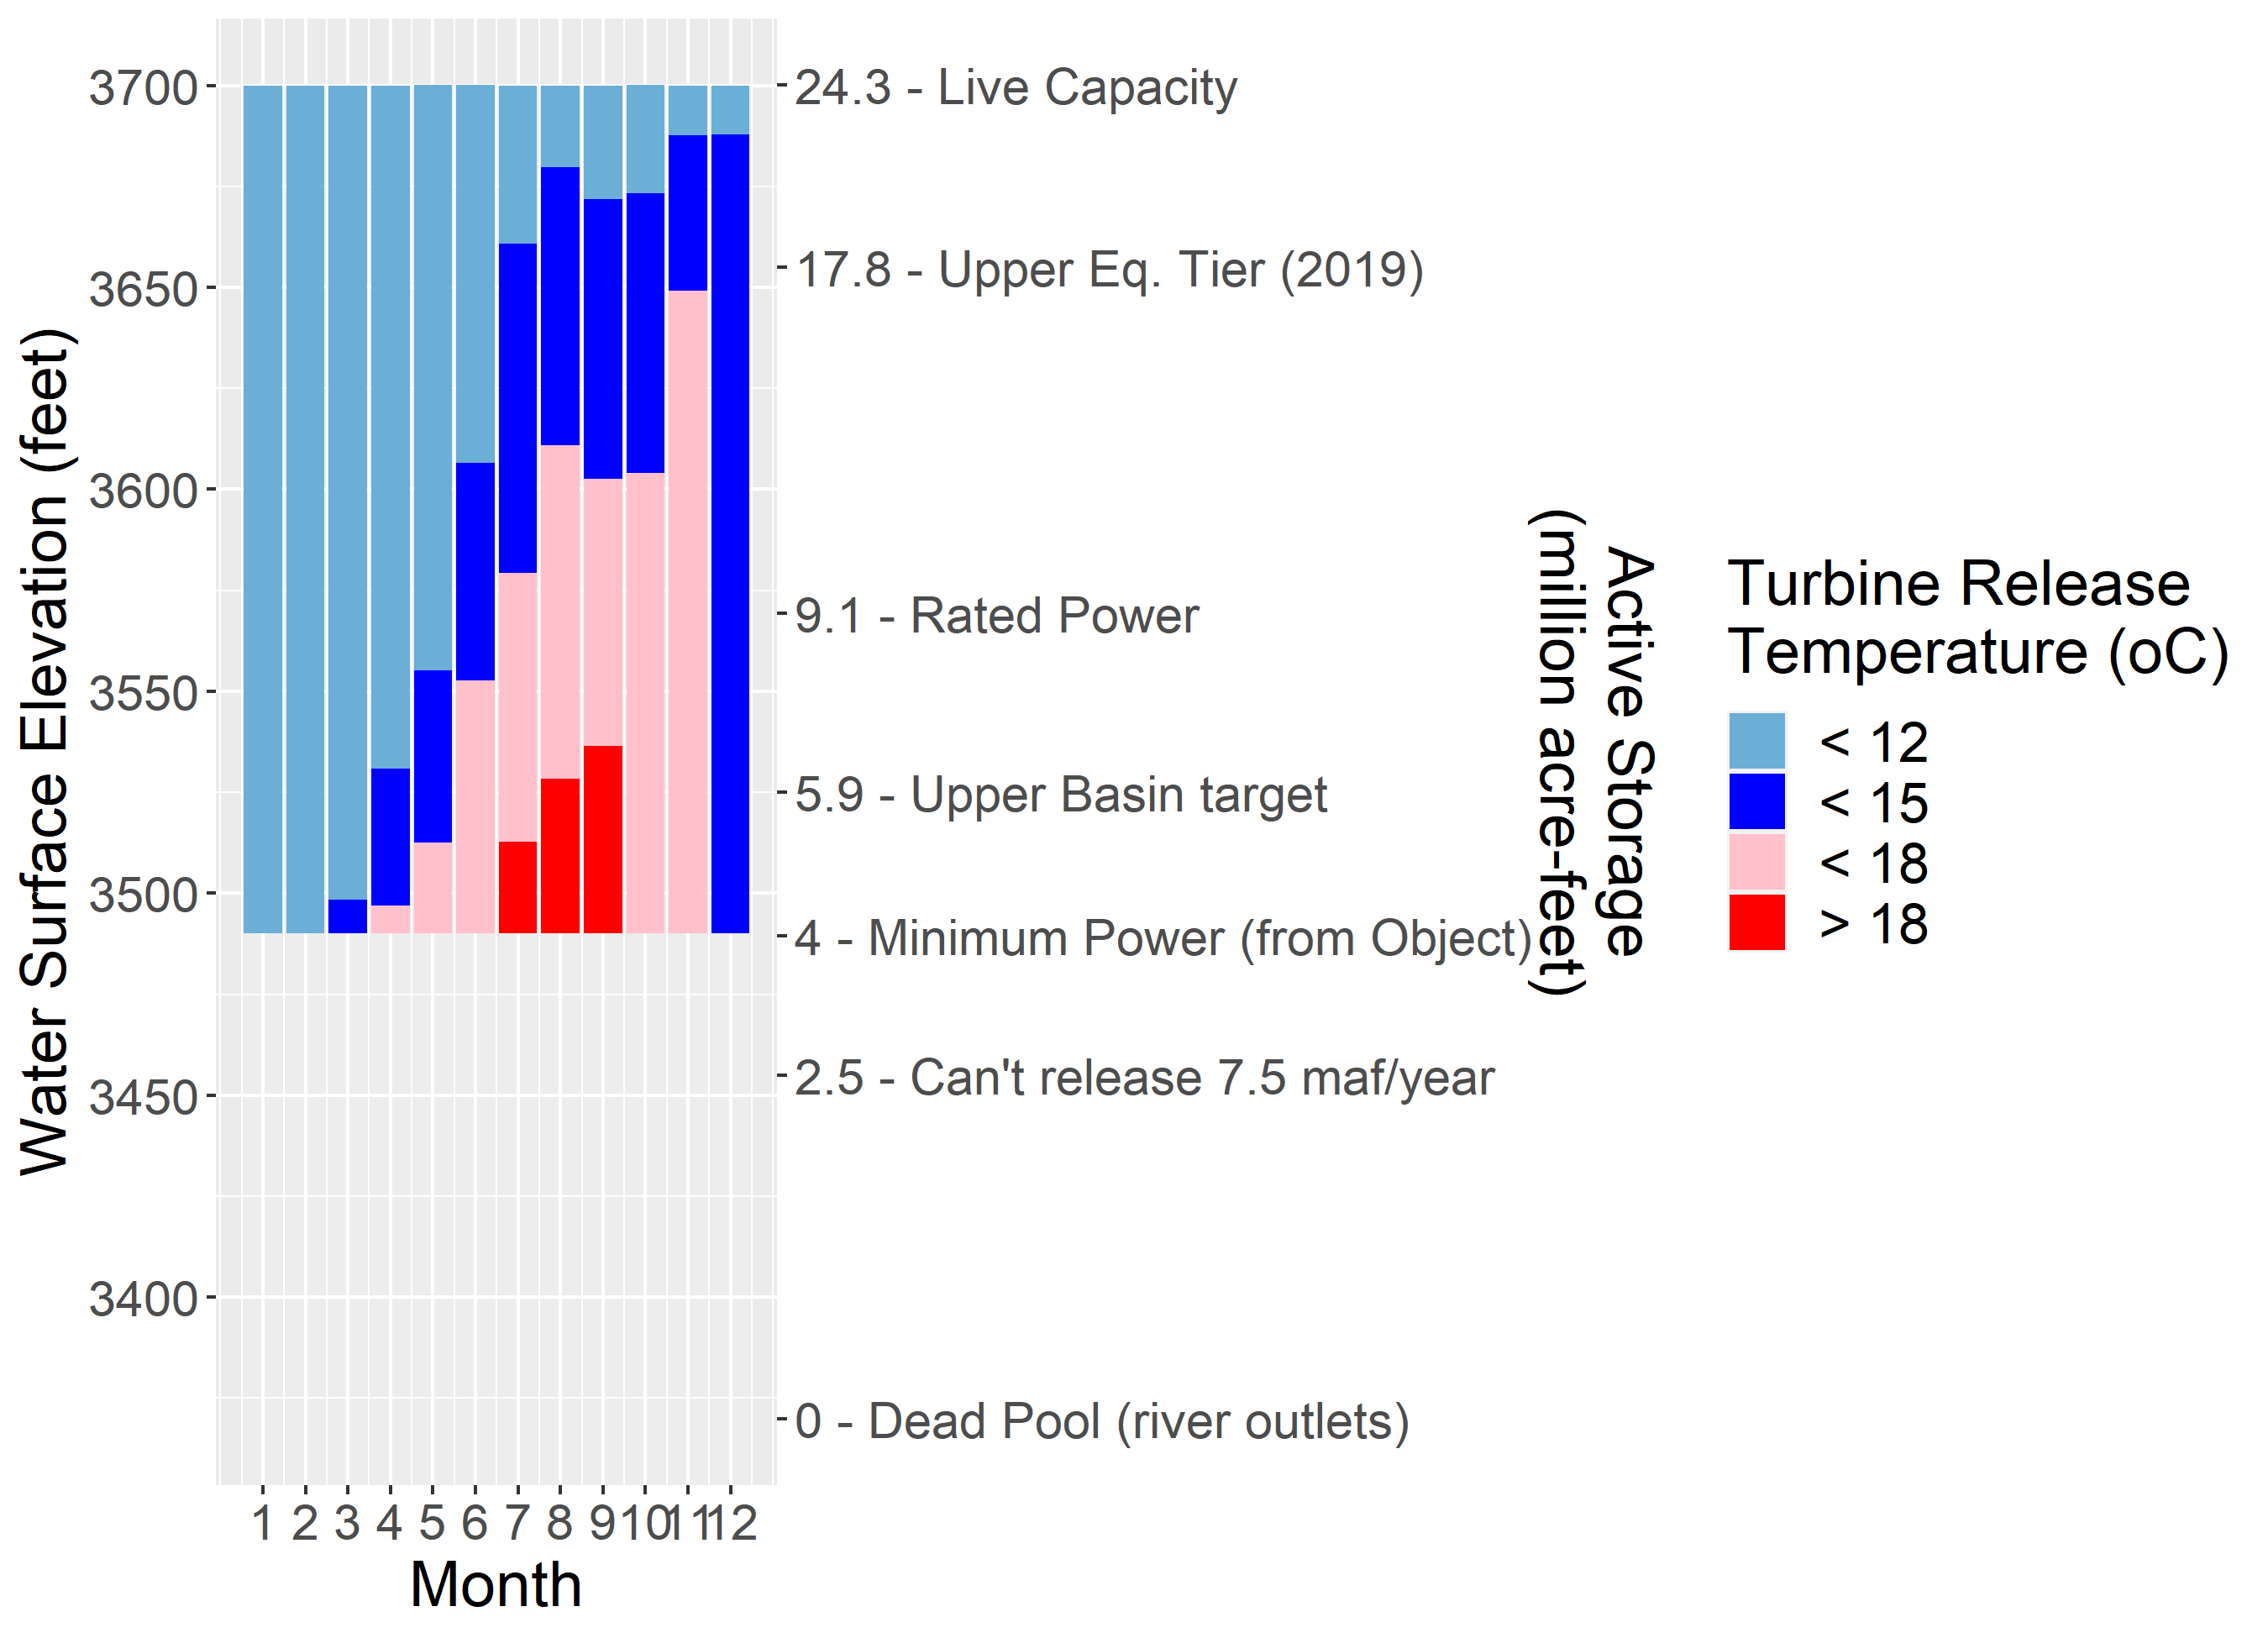 Water Surface Elevation (feet)
3700
3650
3600
3550
3500
3450
3400
1 2 3 4 5 6 7 8 9 10 11 12
Month
24.3 - Live Capacity
17.8 - Upper Eq. Tier (2019)
9.1 - Rated Power
5.9 - Upper Basin target
4 - Minimum Power (from Object)
2.5 - Can't release 7.5 maf/year
0 - Dead Pool (river outlets)
Active Storage
(million acre-feet)
Turbine Release
Temperature (oC)
< 12
< 15
< 18
> 18